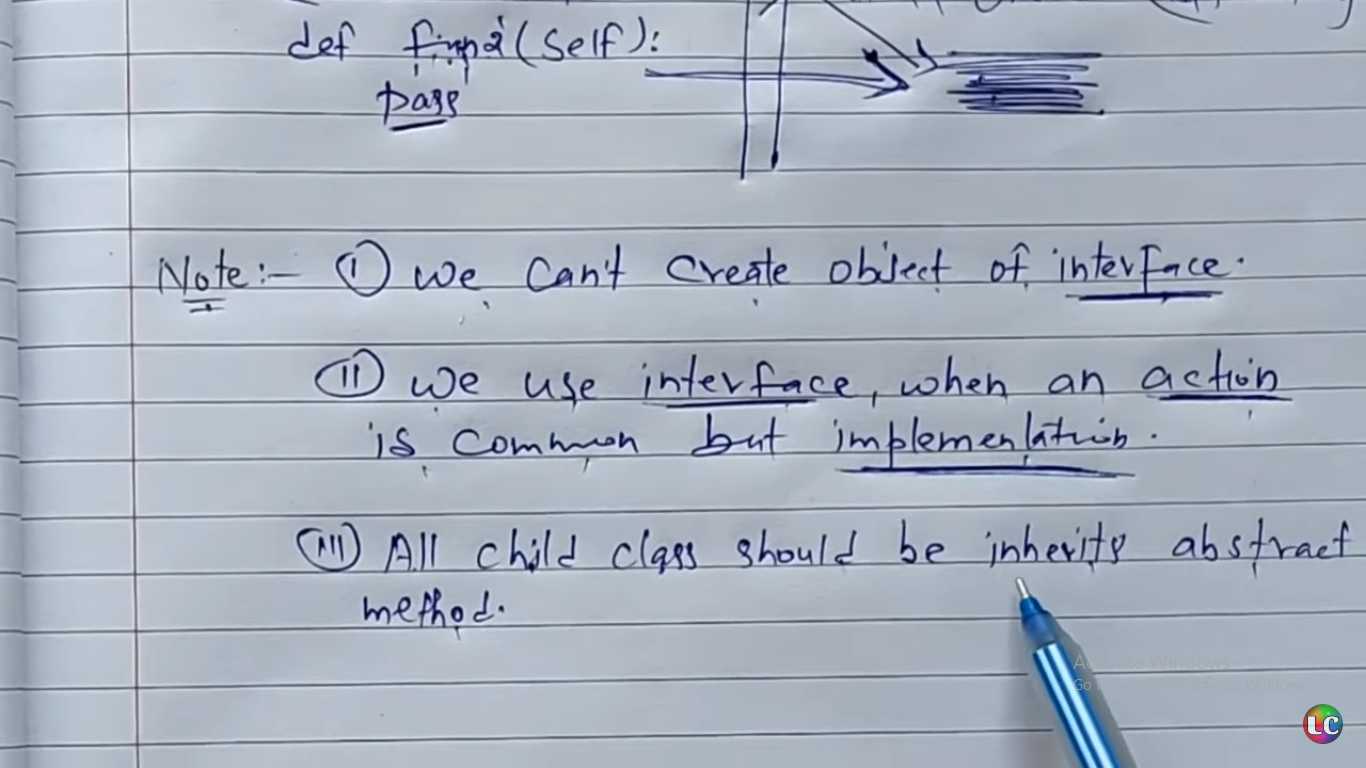 def fun2(self):
pass
Note:- (I) we can't create object of interface.
(II) we use interface, when an action
is common but implementation.
(III) All child class should be inherits abstract
method.
Activate Windows
Go to Settings to activate Windows.
LC